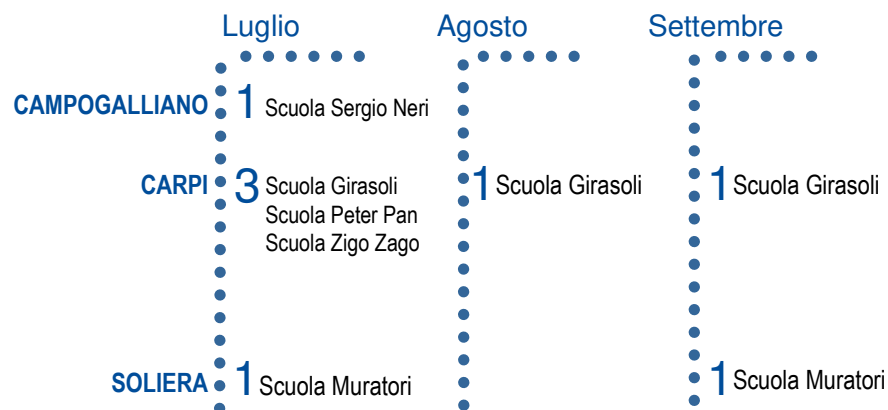 Luglio Agosto Settembre
CAMPOGALLIANO 1 Scuola Sergio Neri
CARPI 3 Scuola Girasoli 1 Scuola Girasoli 1 Scuola Girasoli
Scuola Peter Pan
Scuola Zigo Zago
SOLIERA 1 Scuola Muratori 1 Scuola Muratori